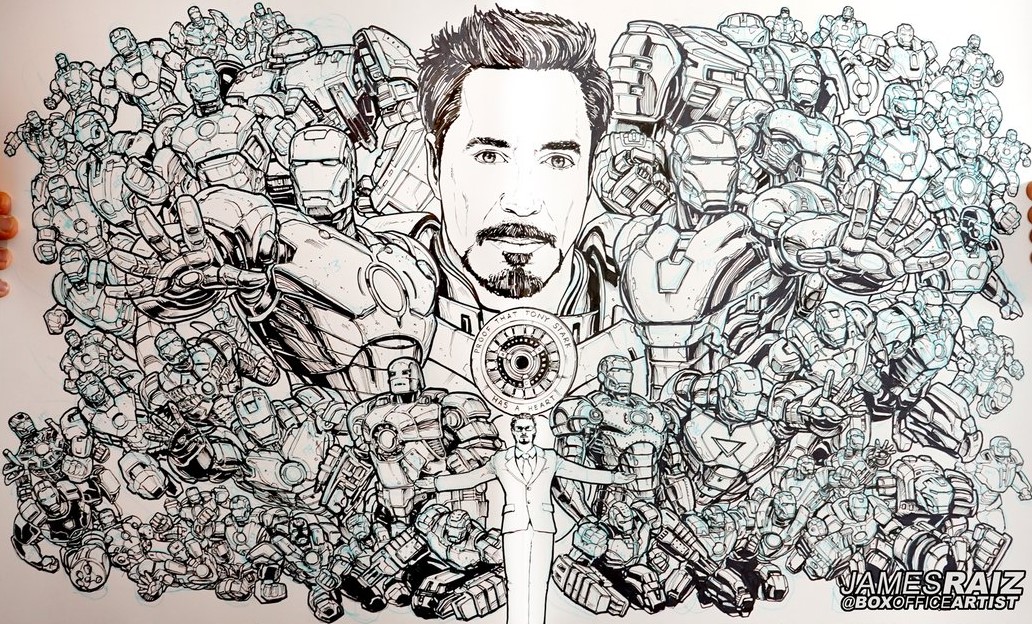 PROOF THAT TONY STARK
HAS A HEART
JAMESRAIZ
@BOXOFFICEARTIST